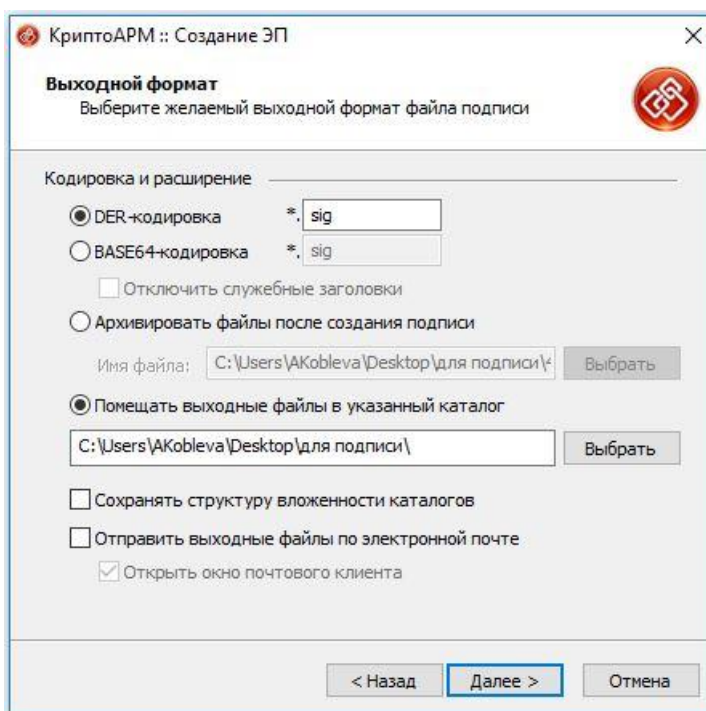 КриптоАРМ :: Создание ЭП
Выходной формат
Выберите желаемый выходной формат файла подписи
Кодировка и расширение
DER-кодировка *. sig
BASE64-кодировка *. sig
Отключить служебные заголовки
Архивировать файлы после создания подписи
Имя файла: C:\Users\AKobleva\Desktop\для подписи\ Выбрать
Помещать выходные файлы в указанный каталог
C:\Users\AKobleva\Desktop\для подписи\ Выбрать
Сохранять структуру вложенности каталогов
Отправить выходные файлы по электронной почте
Открыть окно почтового клиента
< Назад Далее > Отмена